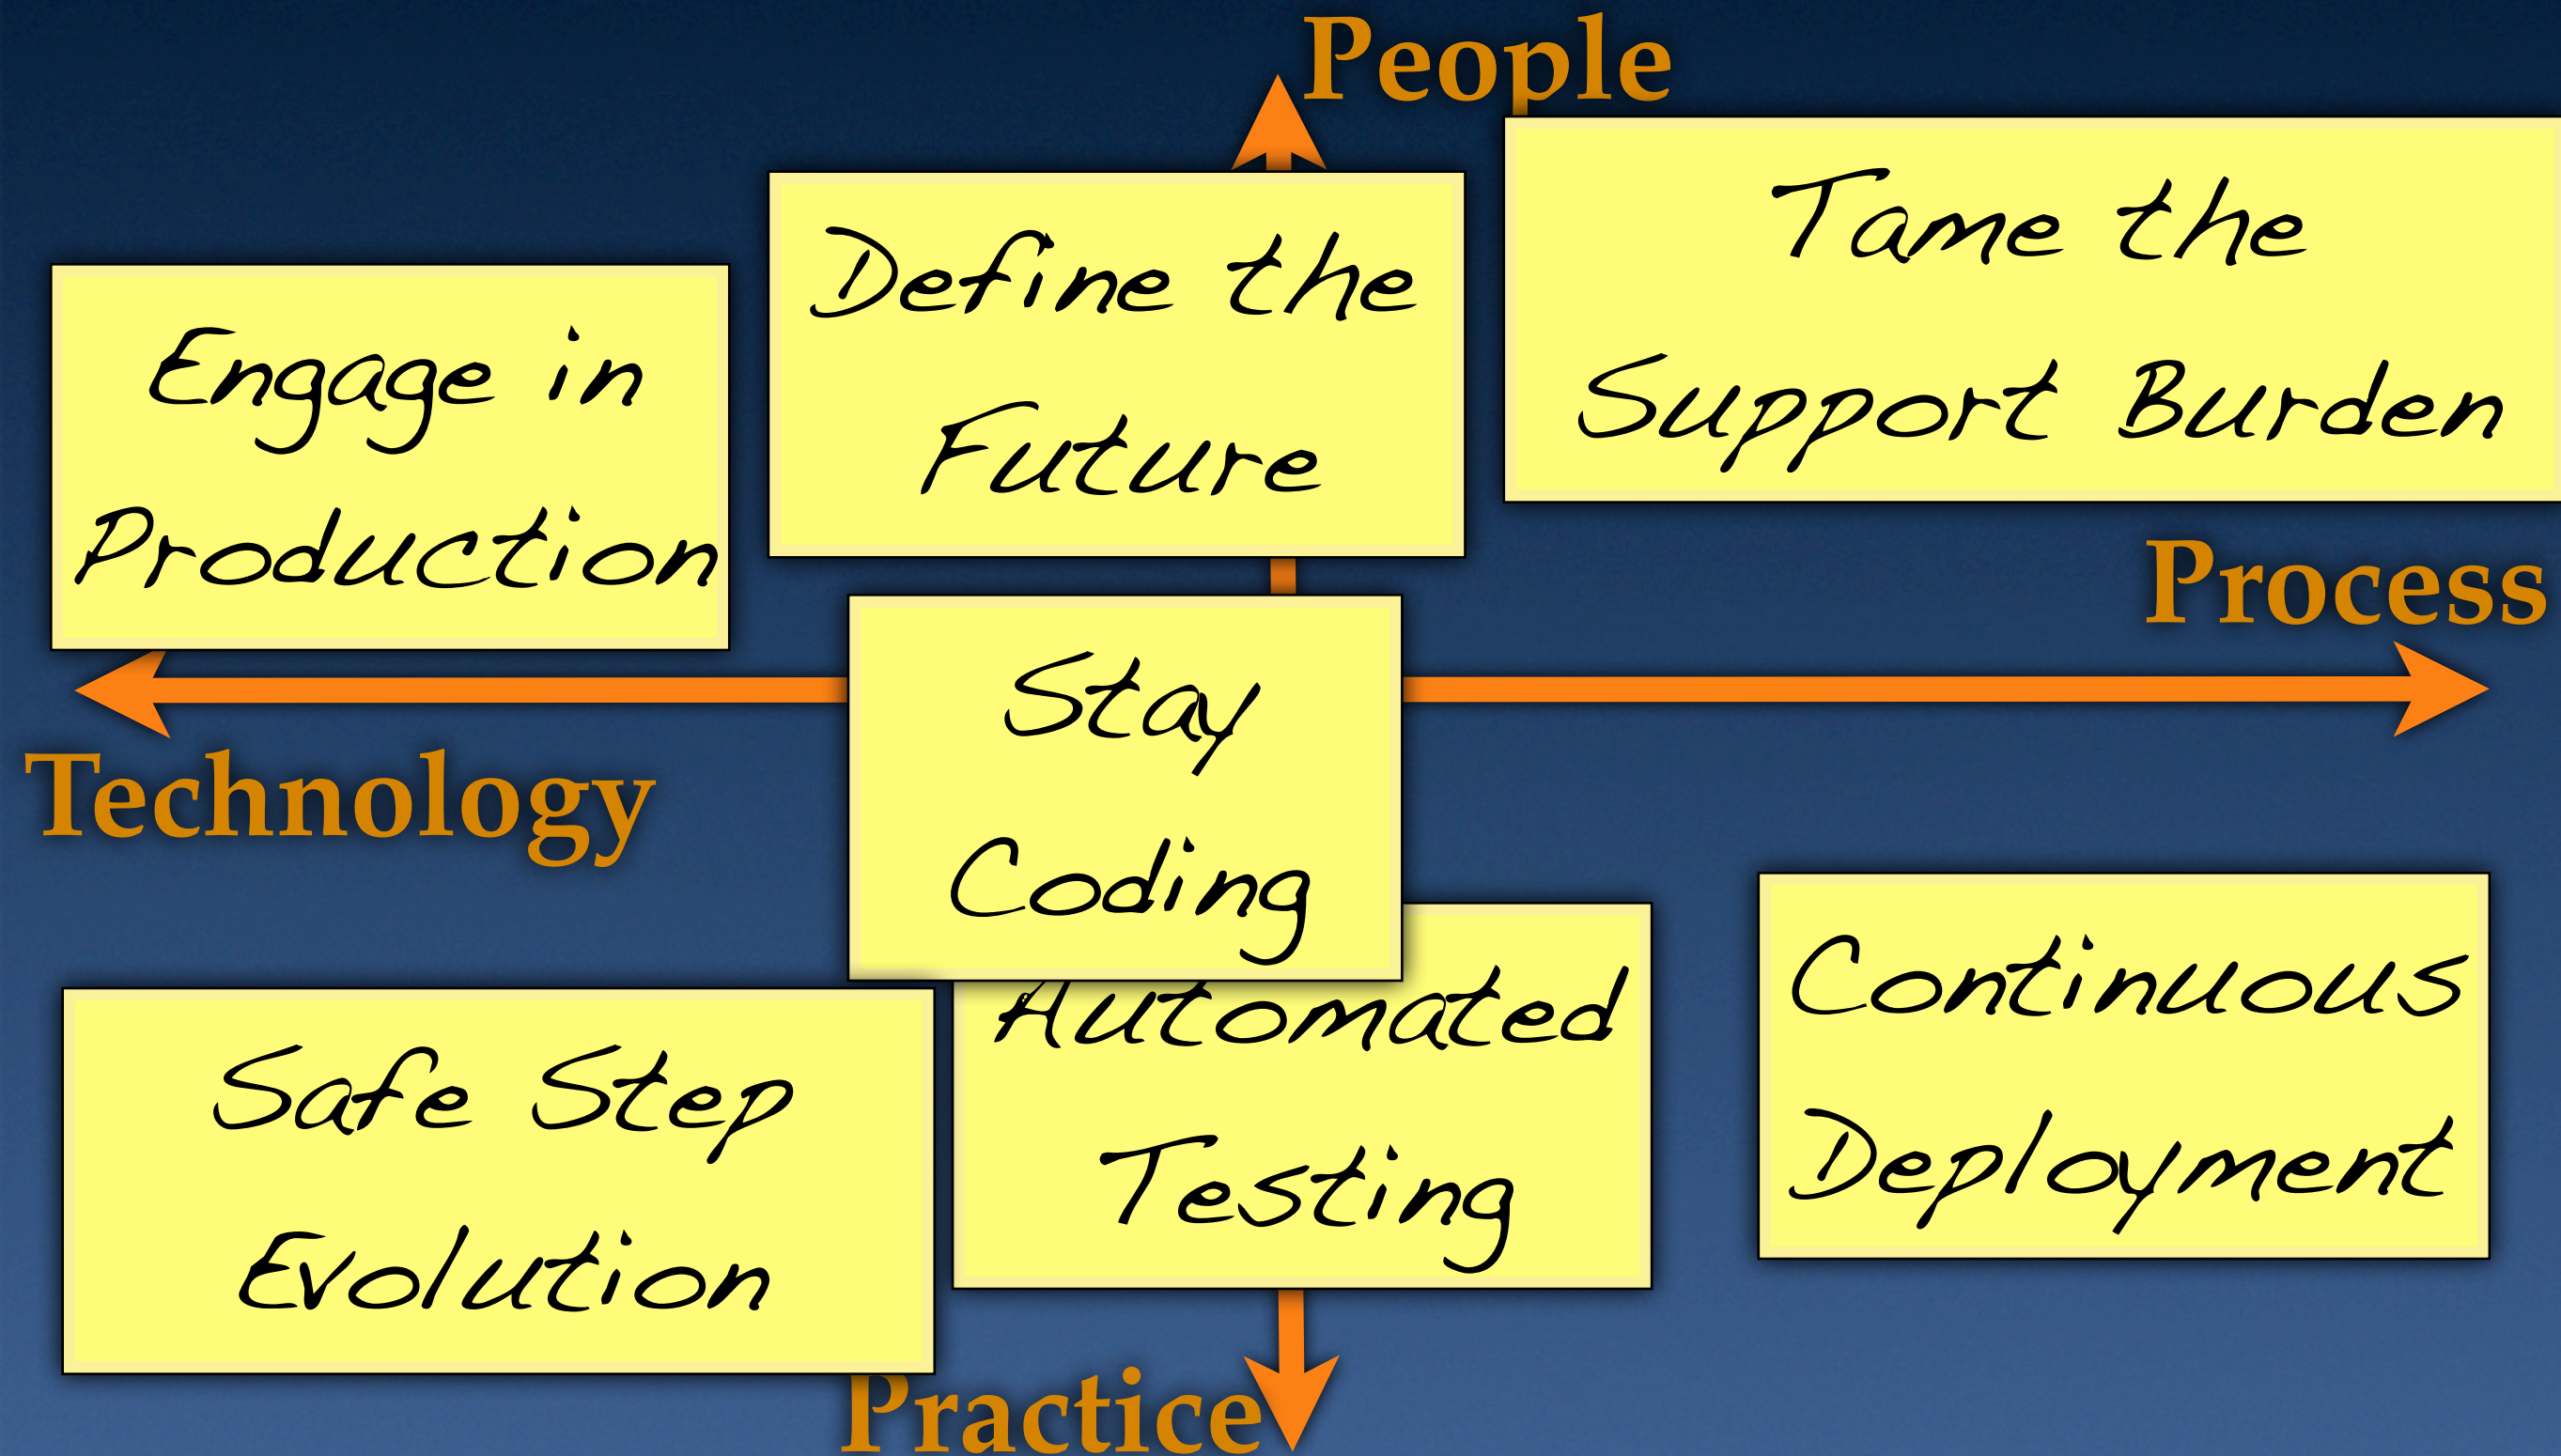 People
Tame the
Support Burden
Define the
Future
Engage in
Production
Process
Stay
Coding
Technology
Automated
Testing
Continuous
Deployment
Safe Step
Evolution
Practice